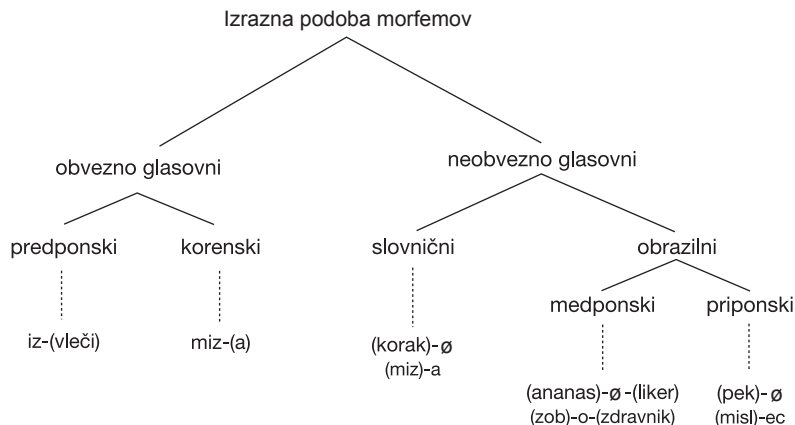 Izrazna podoba morfemov
obvezno glasovni
neobvezno glasovni
predponski
korenski
slovnični
obrazilni
medponski
priponski
iz-(vleči)
miz-(a)
(korak)-ø
(miz)-a
(ananas)-ø-(liker)
(zob)-o-(zdravnik)
(pek)-ø
(misl)-ec